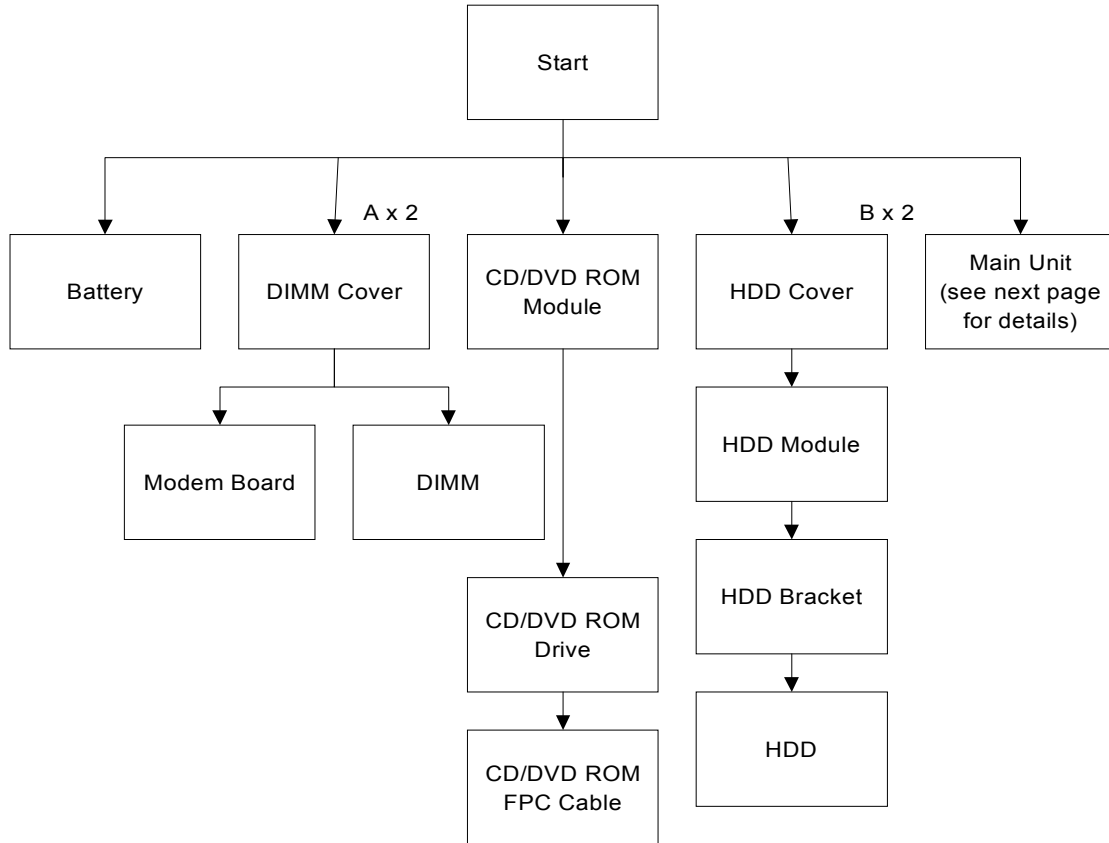 Start
A x 2
B x 2
Battery
DIMM Cover
CD/DVD ROM
Module
HDD Cover
Main Unit
(see next page
for details)
Modem Board
DIMM
HDD Module
CD/DVD ROM
Drive
HDD Bracket
CD/DVD ROM
FPC Cable
HDD